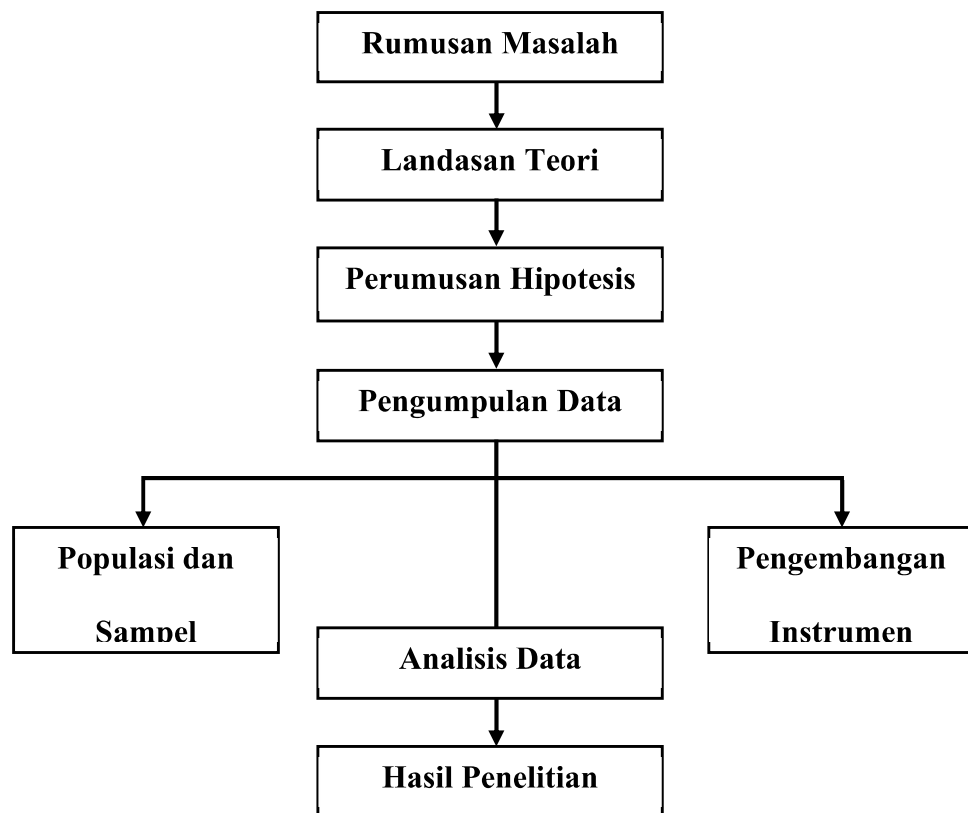 Rumusan Masalah
Landasan Teori
Perumusan Hipotesis
Pengumpulan Data
Populasi dan
Sampel
Pengembangan
Instrumen
Analisis Data
Hasil Penelitian